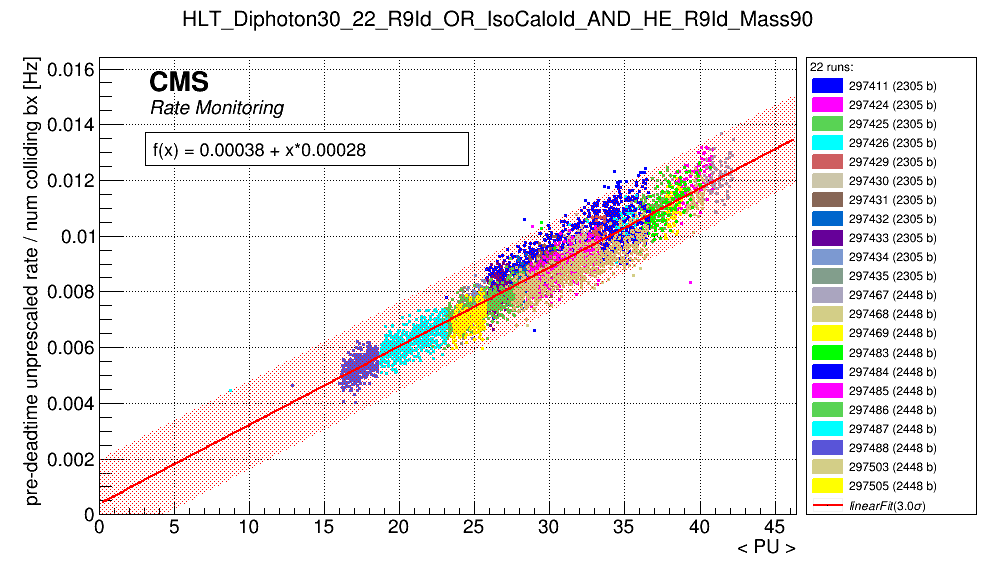 HLT_Diphoton30_22_R9Id_OR_IsoCaloId_AND_HE_R9Id_Mass90
pre-deadtime unprescaled rate / num colliding bx [Hz]
0.016
0.014
0.012
0.01
0.008
0.006
0.004
0.002
0
CMS
Rate Monitoring
f(x) = 0.00038 + x*0.00028
0 5 10 15 20 25 30 35 40 45
< PU >
22 runs:
297411 (2305 b)
297424 (2305 b)
297425 (2305 b)
297426 (2305 b)
297429 (2305 b)
297430 (2305 b)
297431 (2305 b)
297432 (2305 b)
297433 (2305 b)
297434 (2305 b)
297435 (2305 b)
297467 (2448 b)
297468 (2448 b)
297469 (2448 b)
297483 (2448 b)
297484 (2448 b)
297485 (2448 b)
297486 (2448 b)
297487 (2448 b)
297488 (2448 b)
297503 (2448 b)
297505 (2448 b)
linearFit(3.0σ)